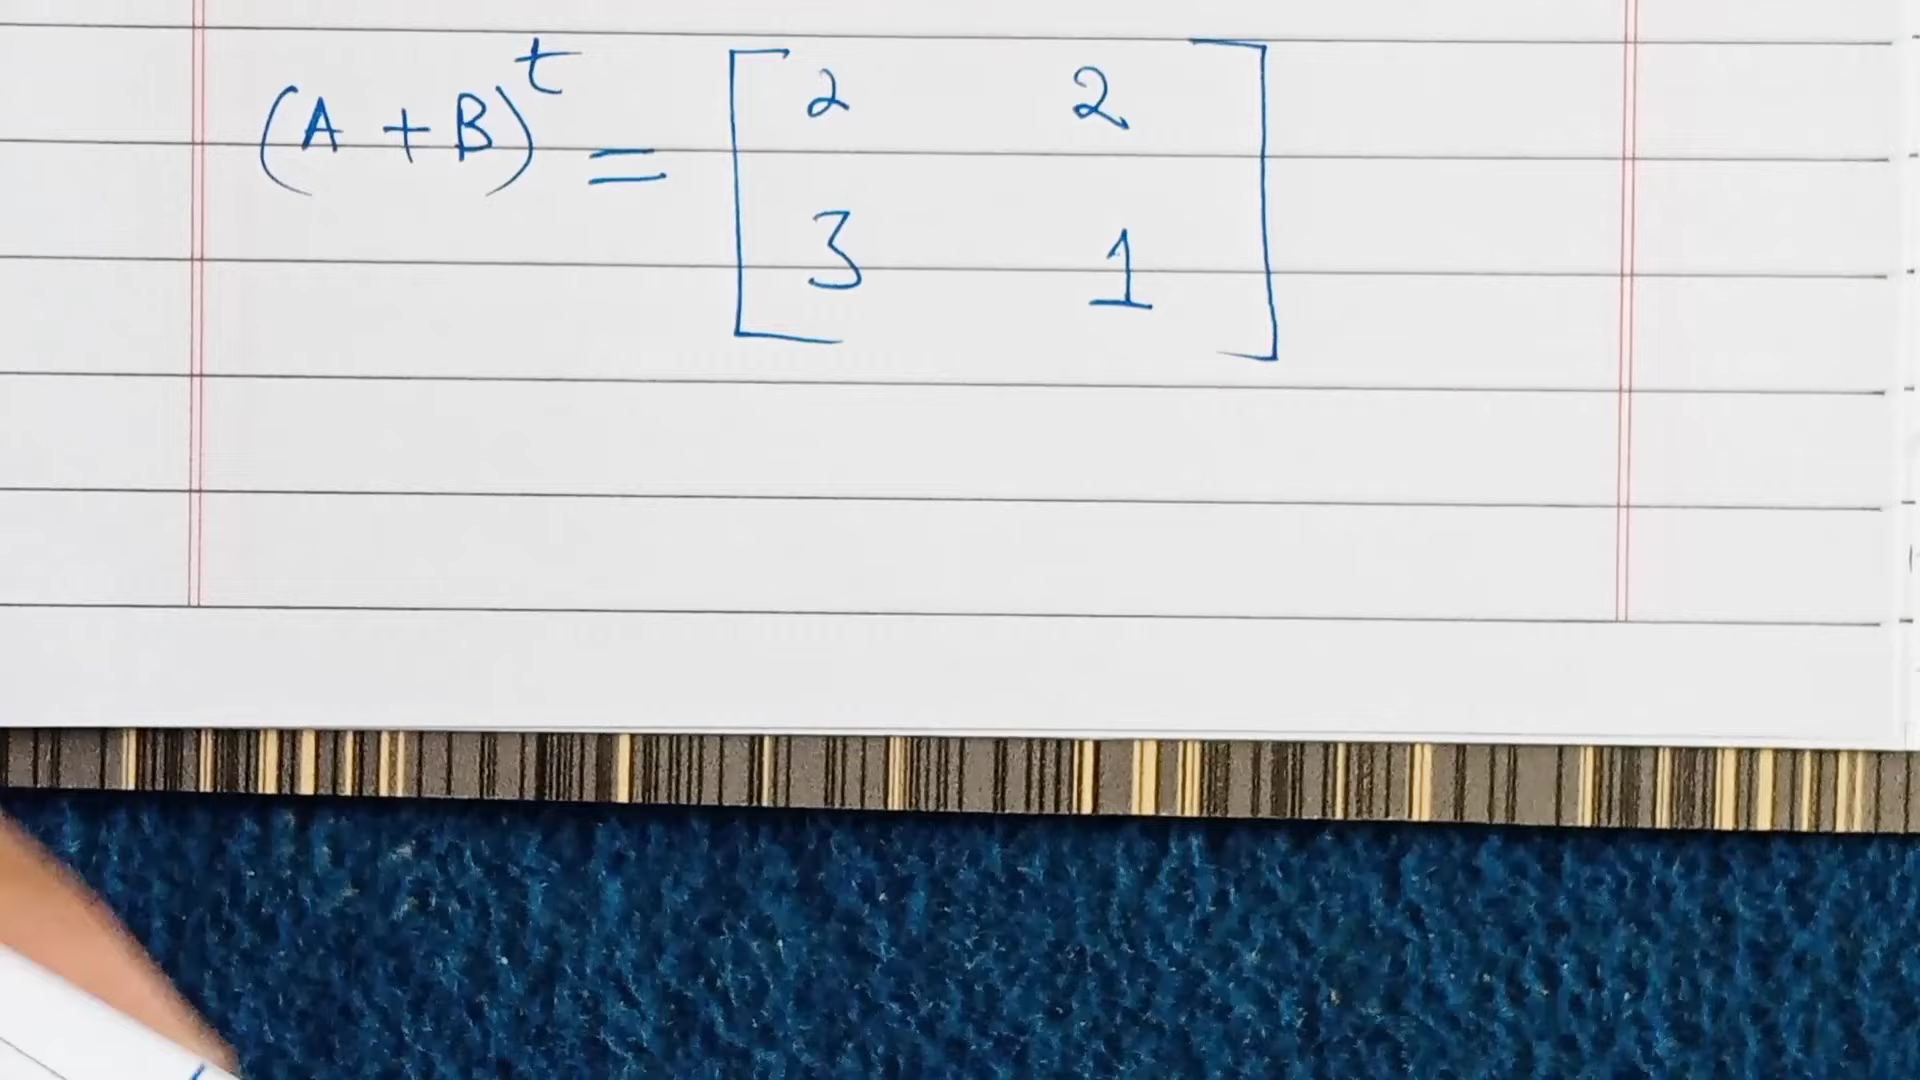 (A + B)^t = [ 2 2
3 1 ]